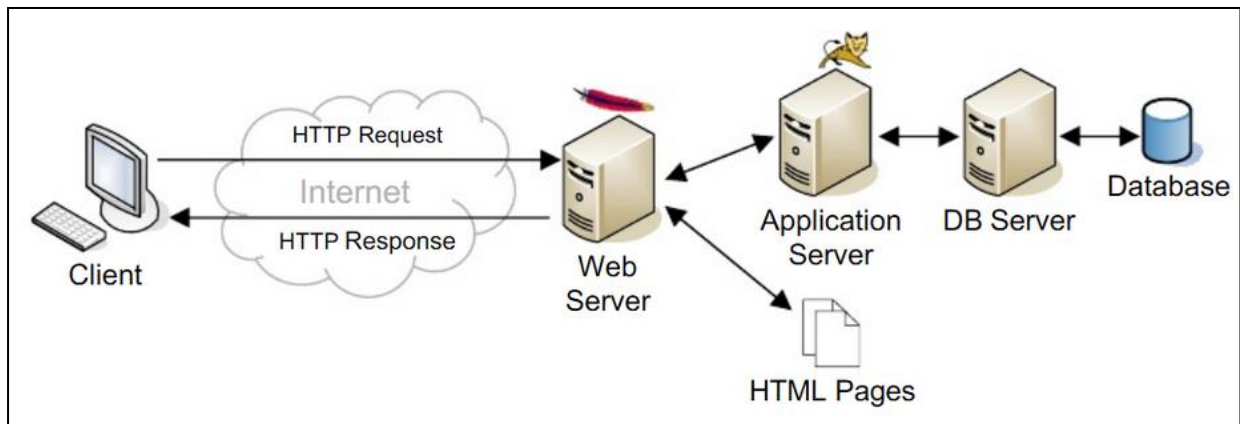 HTTP Request
Internet
HTTP Response
Client
Web
Server
Application
Server
DB Server
Database
HTML Pages